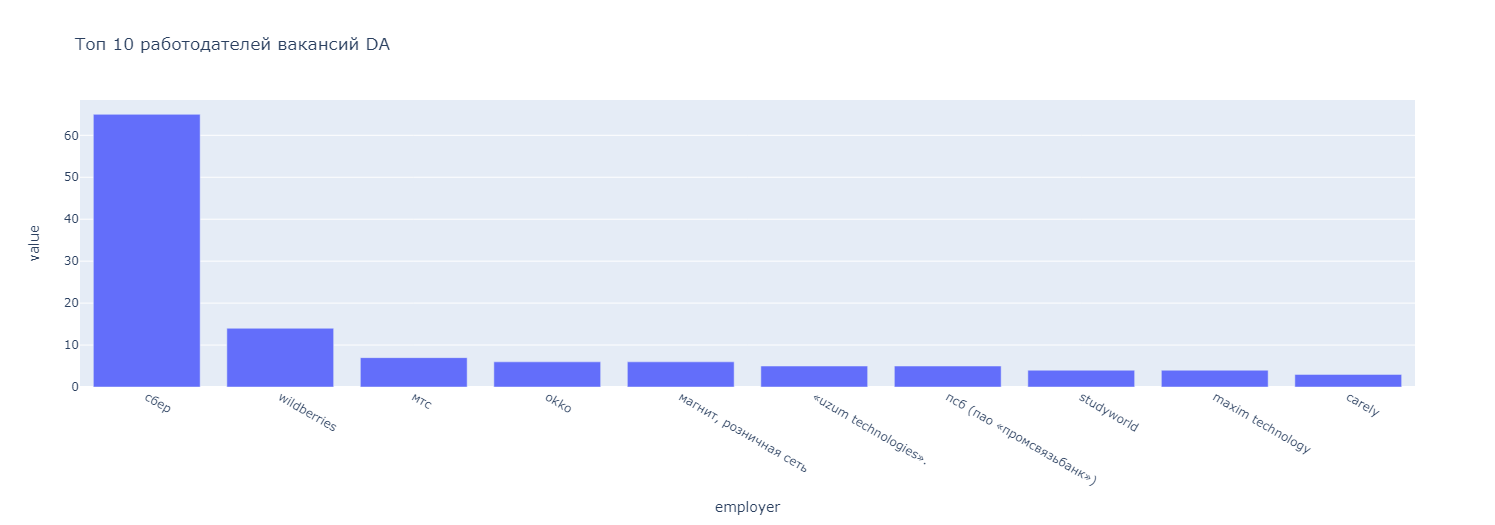 Топ 10 работодателей вакансий DA
value
60
50
40
30
20
10
0
сбер
wildberries
мтс
okko
магнит, розничная сеть
«uzum technologies».
псб (пао «промсвязьбанк»)
studyworld
maxim technology
carely
employer